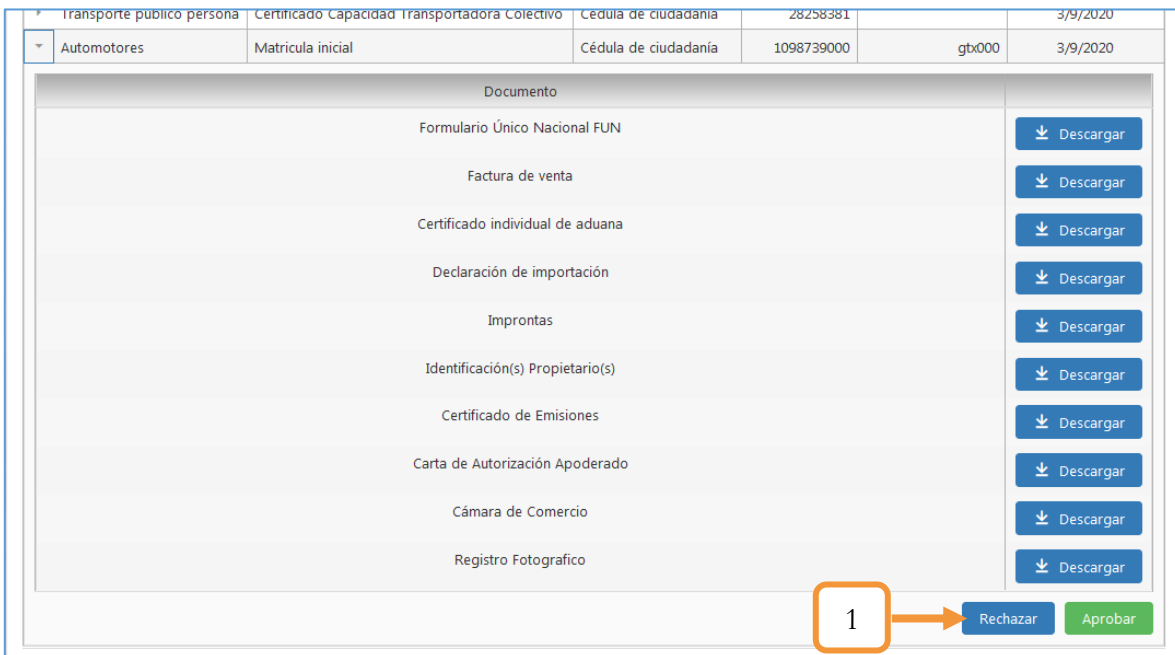 Transporte publico persona Certificado Capacidad Transportadora Colectivo Cédula de ciudadanía 28258381 3/9/2020
Automotores Matricula inicial Cédula de ciudadanía 1098739000 gtx000 3/9/2020
Documento
Formulario Único Nacional FUN Descargar
Factura de venta Descargar
Certificado individual de aduana Descargar
Declaración de importación Descargar
Improntas Descargar
Identificación(s) Propietario(s) Descargar
Certificado de Emisiones Descargar
Carta de Autorización Apoderado Descargar
Cámara de Comercio Descargar
Registro Fotografico Descargar
1 Rechazar Aprobar